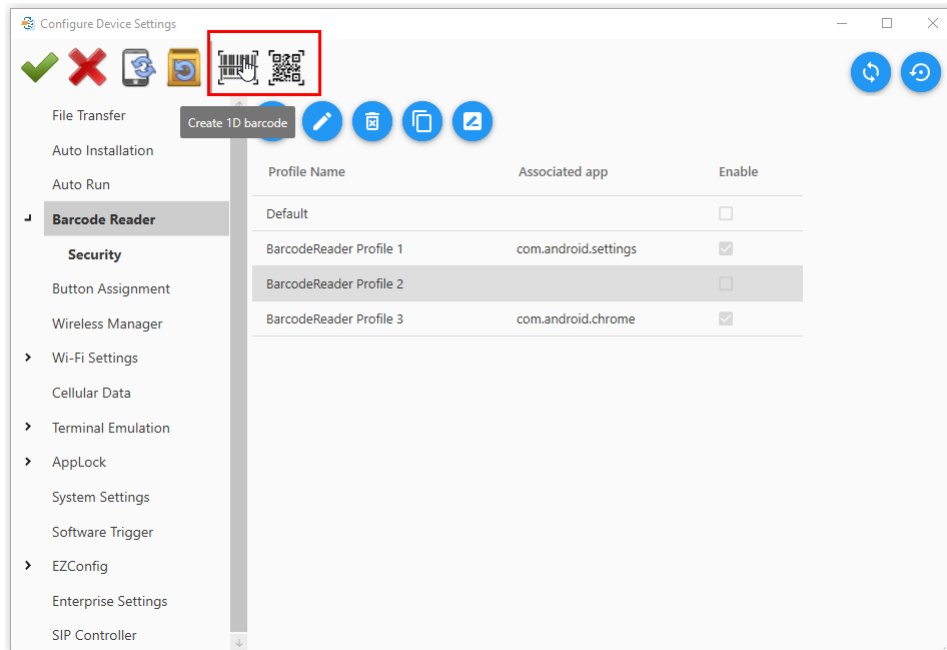 Configure Device Settings
Create 1D barcode
File Transfer
Auto Installation
Auto Run
Barcode Reader
Security
Button Assignment
Wireless Manager
Wi-Fi Settings
Cellular Data
Terminal Emulation
AppLock
System Settings
Software Trigger
EZConfig
Enterprise Settings
SIP Controller
Profile Name Associated app Enable
Default
BarcodeReader Profile 1 com.android.settings
BarcodeReader Profile 2
BarcodeReader Profile 3 com.android.chrome